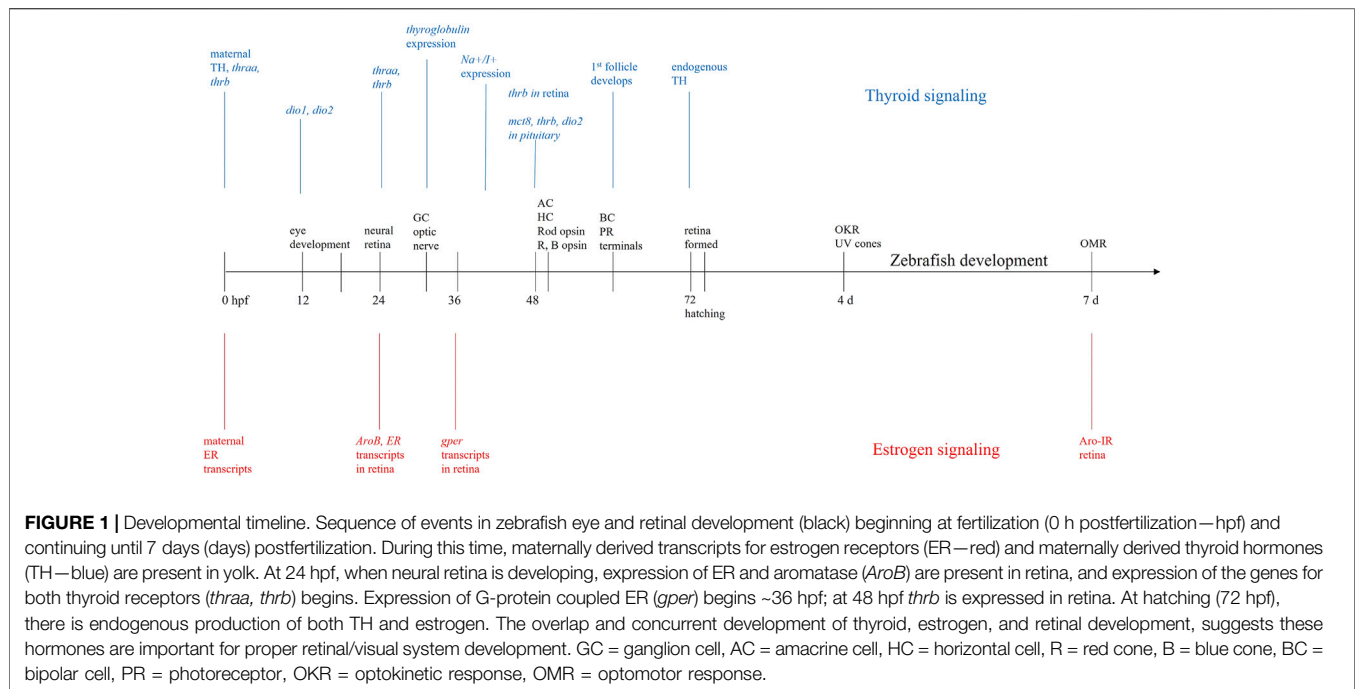 maternal
TH, thraa,
thrb
dio1, dio2
thraa,
thrb
thyroglobulin
expression
Na+/I+
expression
thrb in retina
mct8, thrb, dio2
in pituitary
1st follicle
develops
endogenous
TH
Thyroid signaling
eye
development
neural
retina
GC
optic
nerve
AC
HC
Rod opsin
R, B opsin
BC
PR
terminals
retina
formed
OKR
UV cones
OMR
Zebrafish development
0 hpf
12
24
36
48
72
hatching
4 d
7 d
maternal
ER
transcripts
AroB, ER
transcripts
in retina
gper
transcripts
in retina
Estrogen signaling
Aro-IR
retina
FIGURE 1 | Developmental timeline. Sequence of events in zebrafish eye and retinal development (black) beginning at fertilization (0 h postfertilization—hpf) and
continuing until 7 days (days) postfertilization. During this time, maternally derived transcripts for estrogen receptors (ER—red) and maternally derived thyroid hormones
(TH—blue) are present in yolk. At 24 hpf, when neural retina is developing, expression of ER and aromatase (AroB) are present in retina, and expression of the genes for
both thyroid receptors (thraa, thrb) begins. Expression of G-protein coupled ER (gper) begins ~36 hpf; at 48 hpf thrb is expressed in retina. At hatching (72 hpf),
there is endogenous production of both TH and estrogen. The overlap and concurrent development of thyroid, estrogen, and retinal development, suggests these
hormones are important for proper retinal/visual system development. GC = ganglion cell, AC = amacrine cell, HC = horizontal cell, R = red cone, B = blue cone, BC =
bipolar cell, PR = photoreceptor, OKR = optokinetic response, OMR = optomotor response.